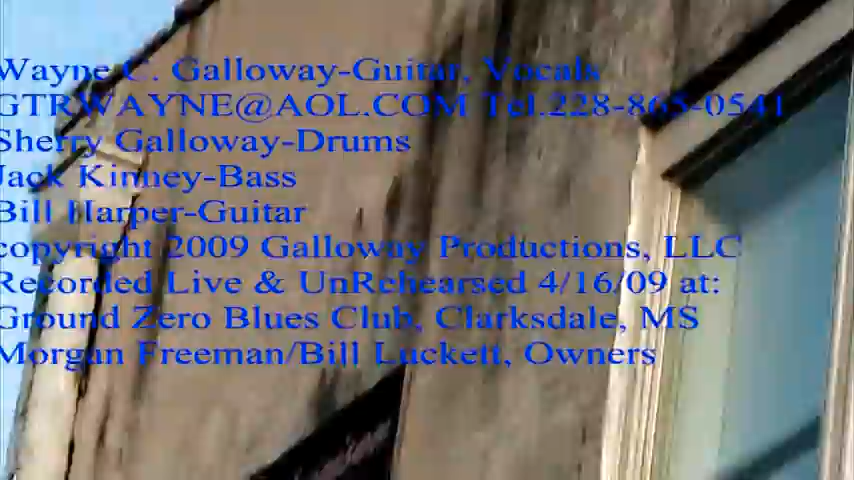 Wayne C. Galloway-Guitar, Vocals
GTRWAYNE@AOL.COM Tel.228-865-0541
Sherry Galloway-Drums
Jack Kinney-Bass
Bill Harper-Guitar
copyright 2009 Galloway Productions, LLC
Recorded Live & UnRehearsed 4/16/09 at:
Ground Zero Blues Club, Clarksdale, MS
Morgan Freeman/Bill Luckett, Owners